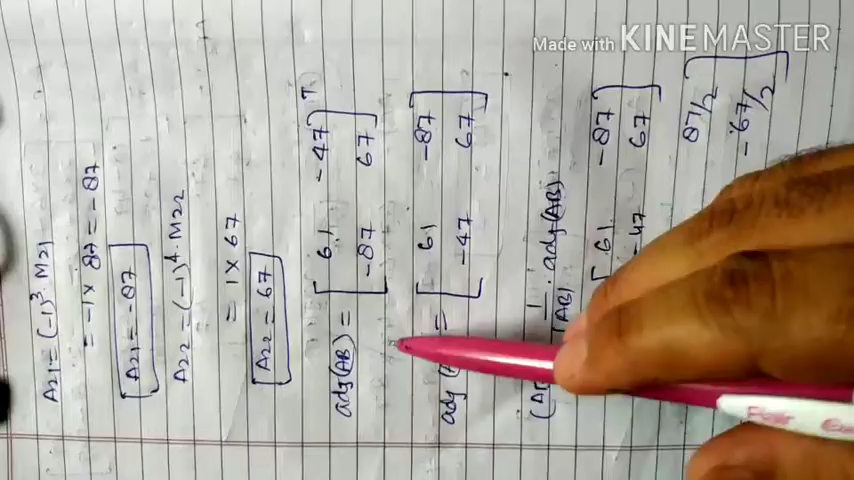 Made with KINEMASTER
A21 = (-1)³ · M21
= -1 × 87 = -87
A21 = -87
A22 = (-1)⁴ · M22
= 1 × 67
A22 = 67
adj(AB) = [ 61 -47
-87 67 ] T
= [ 61 -87
-47 67 ]
1/|AB| · adj(AB)
[ 61 -87
-47 67 ]
87/2
-67/2 ]
Flair